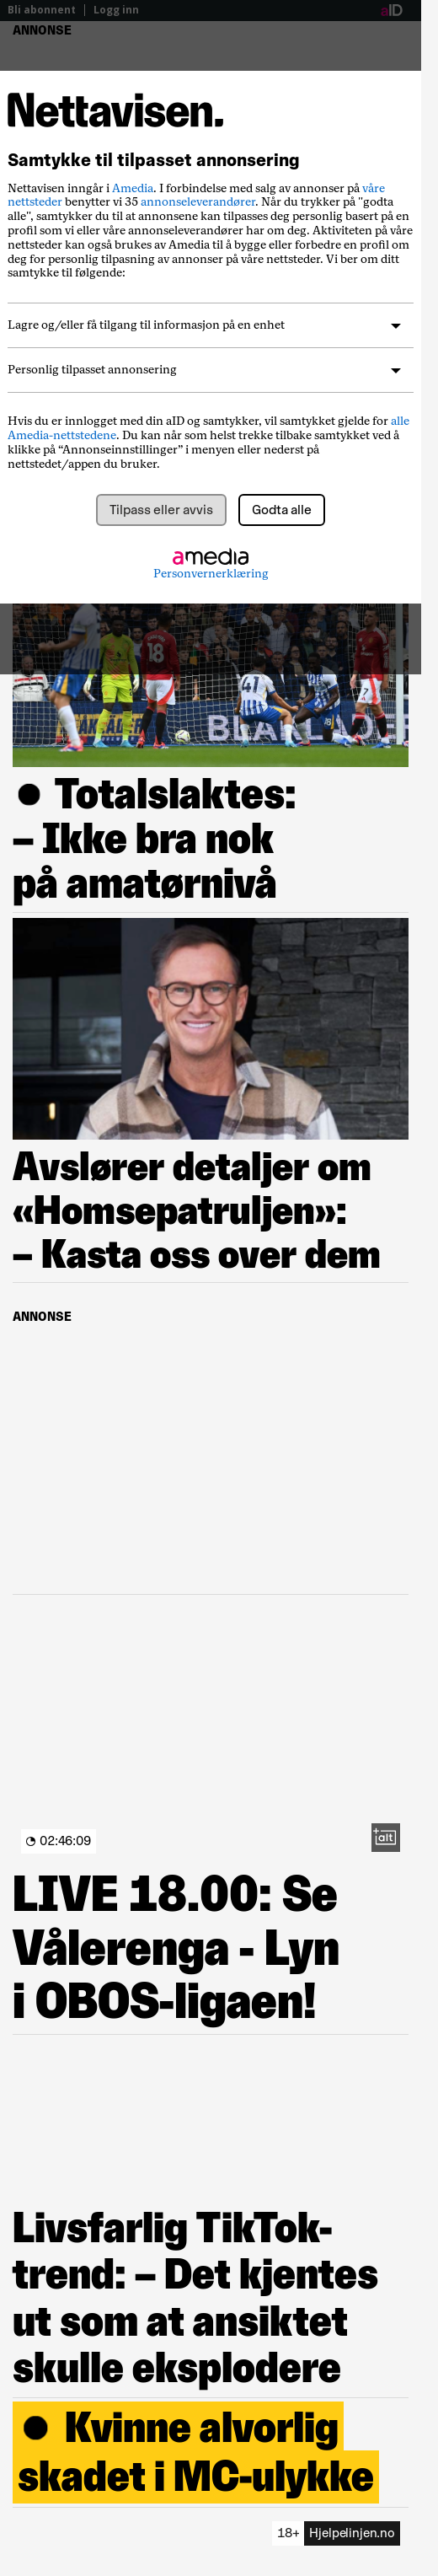 Bli abonnent
Logg inn
aID
ANNONSE
Nettavisen.
Samtykke til tilpasset annonsering
Nettavisen inngår i Amedia. I forbindelse med salg av annonser på våre
nettsteder benytter vi 35 annonseleverandører. Når du trykker på "godta
alle", samtykker du til at annonsene kan tilpasses deg personlig basert på en
profil som vi eller våre annonseleverandører har om deg. Aktiviteten på våre
nettsteder kan også brukes av Amedia til å bygge eller forbedre en profil om
deg for personlig tilpasning av annonser på våre nettsteder. Vi ber om ditt
samtykke til følgende:
Lagre og/eller få tilgang til informasjon på en enhet
Personlig tilpasset annonsering
Hvis du er innlogget med din aID og samtykker, vil samtykket gjelde for alle
Amedia-nettstedene. Du kan når som helst trekke tilbake samtykket ved å
klikke på “Annonseinnstillinger” i menyen eller nederst på
nettstedet/appen du bruker.
Tilpass eller avvis
Godta alle
amedia
Personvernerklæring
18
41
7
Totalslaktes:
– Ikke bra nok
på amatørnivå
Avslører detaljer om
«Homsepatruljen»:
– Kasta oss over dem
ANNONSE
02:46:09
+alt
LIVE 18.00: Se
Vålerenga - Lyn
i OBOS-ligaen!
Livsfarlig TikTok-
trend: – Det kjentes
ut som at ansiktet
skulle eksplodere
Kvinne alvorlig
skadet i MC-ulykke
18+ Hjelpelinjen.no